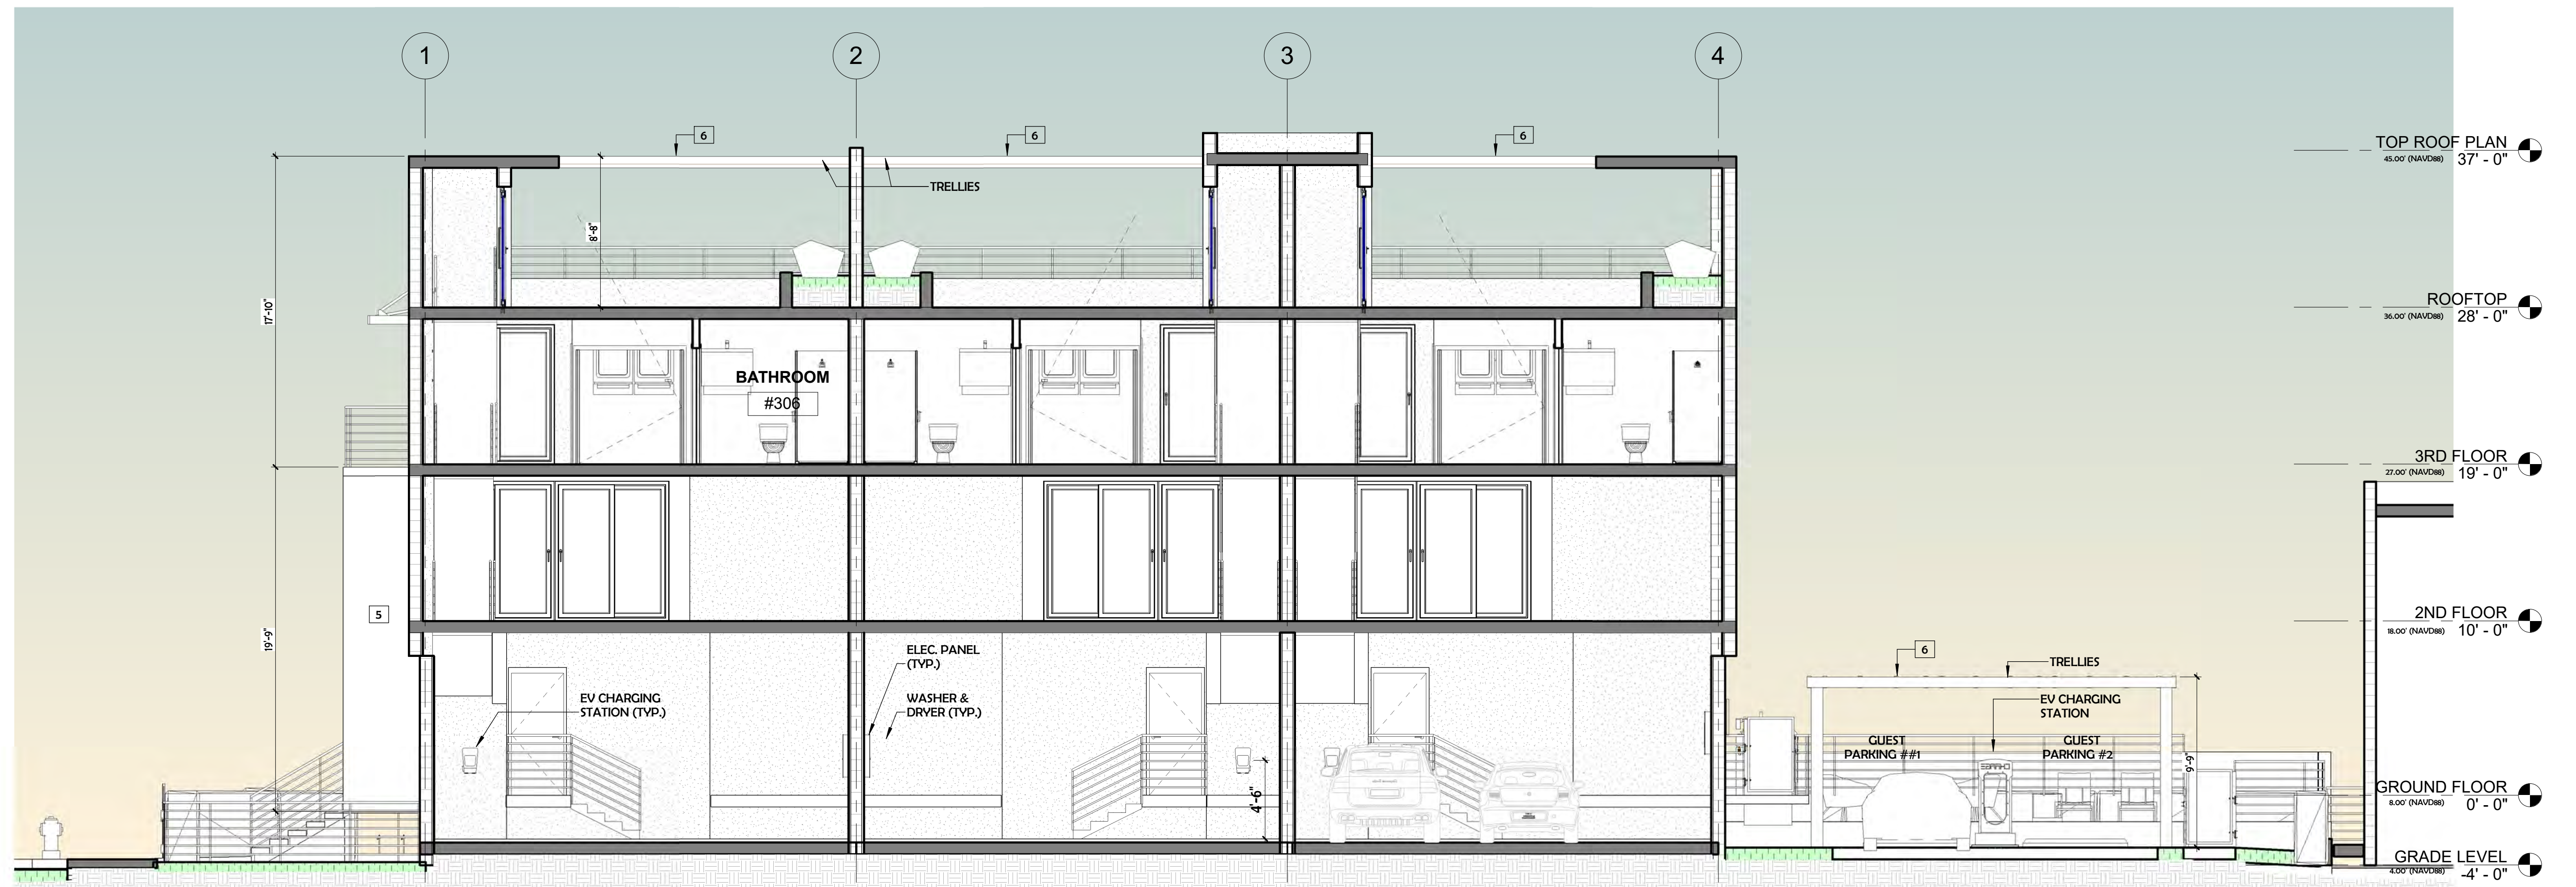 1
2
3
4
6
6
6
TRELLIES
TOP ROOF PLAN
45.00' (NAVD88) 37' - 0"
8'-8"
17'-10"
ROOFTOP
36.00' (NAVD88) 28' - 0"
BATHROOM
#306
3RD FLOOR
27.00' (NAVD88) 19' - 0"
5
19'-9"
2ND FLOOR
18.00' (NAVD88) 10' - 0"
ELEC. PANEL
(TYP.)
EV CHARGING
STATION (TYP.)
WASHER &
DRYER (TYP.)
6
TRELLIES
EV CHARGING
STATION
GUEST
PARKING ##1
GUEST
PARKING #2
9'-9"
4'-6"
GROUND FLOOR
8.00' (NAVD88) 0' - 0"
GRADE LEVEL
4.00' (NAVD88) -4' - 0"